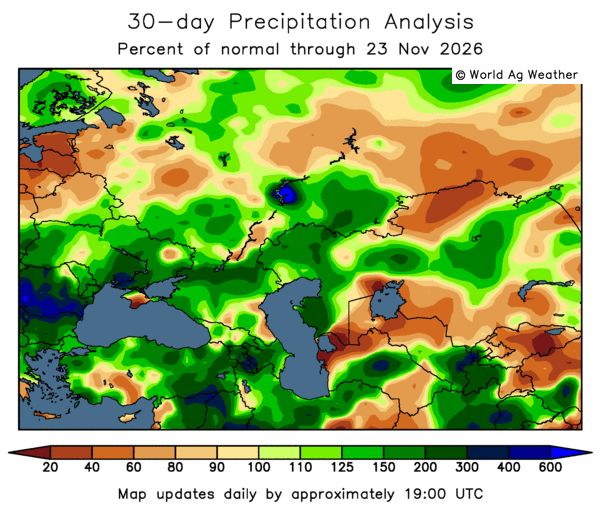 30-day Precipitation Analysis
Percent of normal through 23 Nov 2026
© World Ag Weather
20 40 60 80 90 100 110 125 150 200 300 400 600
Map updates daily by approximately 19:00 UTC